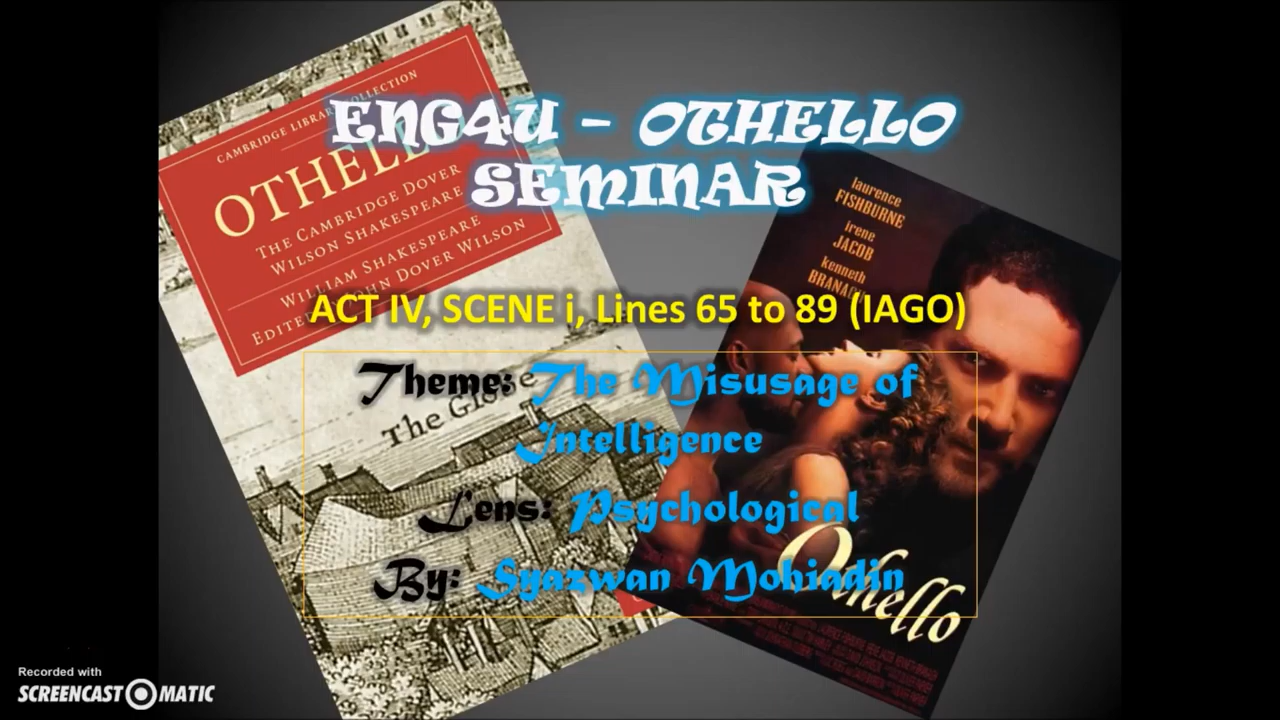 ENG4U – OTHELLO
SEMINAR
ACT IV, SCENE i, Lines 65 to 89 (IAGO)
Theme: The Misusage of
Intelligence
Lens: Psychological
By: Syazwan Mohiadin
CAMBRIDGE LIBRARY COLLECTION
OTHELLO
THE CAMBRIDGE DOVER
WILSON SHAKESPEARE
WILLIAM SHAKESPEARE
EDITED JOHN DOVER WILSON
The Globe
laurence
FISHBURNE
irene
JACOB
kenneth
BRANAGH
Othello
Recorded with
SCREENCAST MATIC